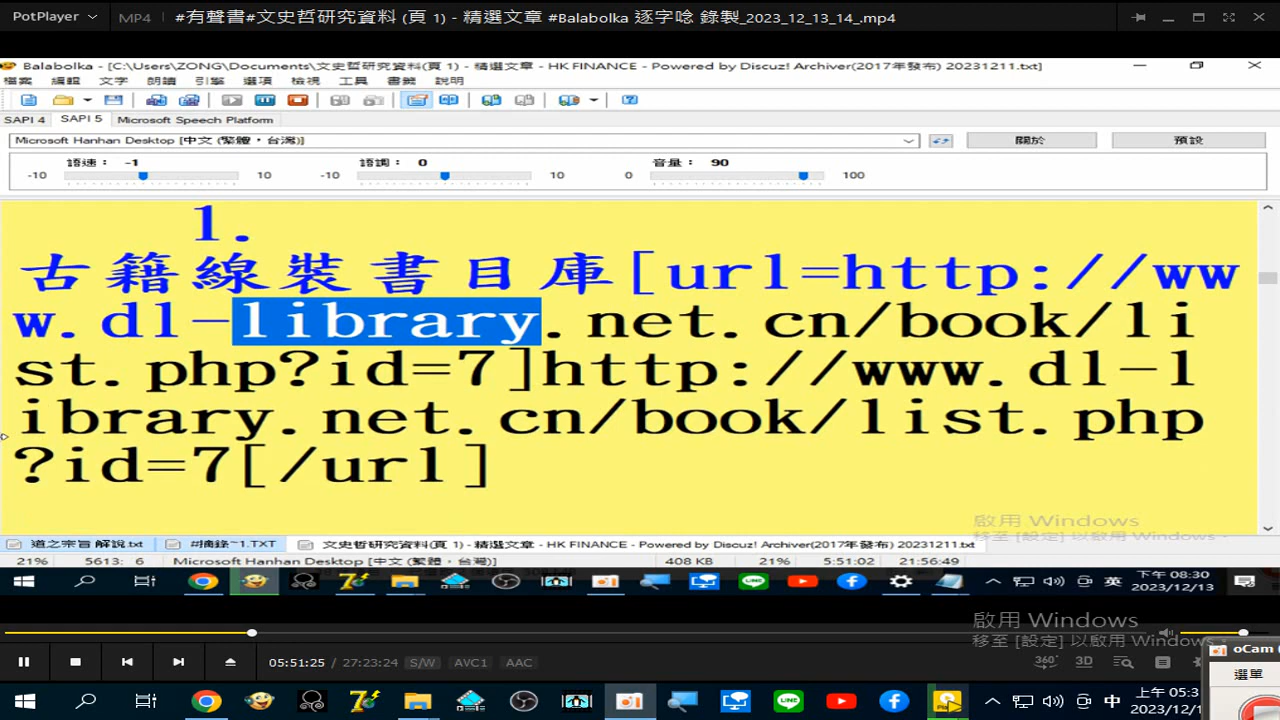 PotPlayer MP4 #有聲書#文史哲研究資料 (頁 1) - 精選文章 #Balabolka 逐字唸 錄製_2023_12_13_14_.mp4
Balabolka - [C:\Users\ZONG\Documents\文史哲研究資料(頁 1) - 精選文章 - HK FINANCE - Powered by Discuz! Archiver(2017年發布) 20231211.txt]
檔案 編輯 文字 朗讀 引擎 選項 檢視 工具 書籤 說明
SAPI 4 SAPI 5 Microsoft Speech Platform
Microsoft Hanhan Desktop [中文 (繁體，台灣)] 關於 預設
語速： -1 語調： 0 音量： 90
-10 10 -10 10 0 100
1.
古籍線裝書目庫[url=http://ww
w.dl-library.net.cn/book/li
st.php?id=7]http://www.dl-l
ibrary.net.cn/book/list.php
?id=7[/url]
啟用 Windows
移至 [設定] 以啟用 Windows。
道之宗旨 解說.txt #摘錄~1.TXT 文史哲研究資料(頁 1) - 精選文章 - HK FINANCE - Powered by Discuz! Archiver(2017年發布) 20231211.txt
21% 5613: 6 Microsoft Hanhan Desktop [中文 (繁體，台灣)] 408 KB 21% 5:51:02 21:56:49
英 下午 08:30
2023/12/13
啟用 Windows
移至 [設定] 以啟用 Windows
05:51:25 / 27:23:24 S/W AVC1 AAC 360° 3D
oCam
選單
中 上午 05:3
2023/12/1